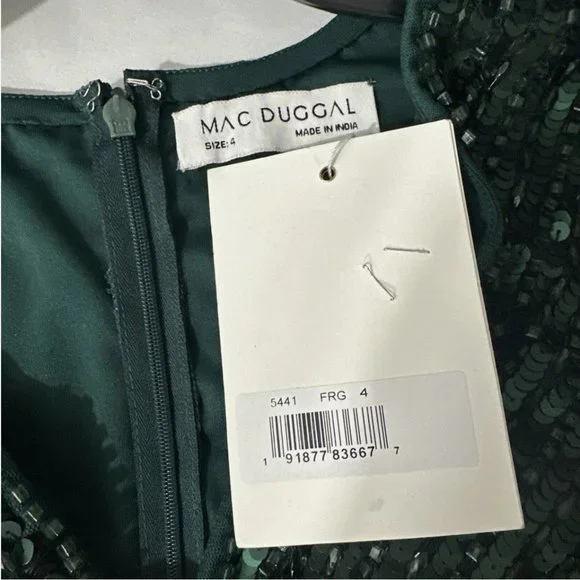 MAC DUGGAL
SIZE: 4 MADE IN INDIA
5441 FRG 4
1 91877 83667 7